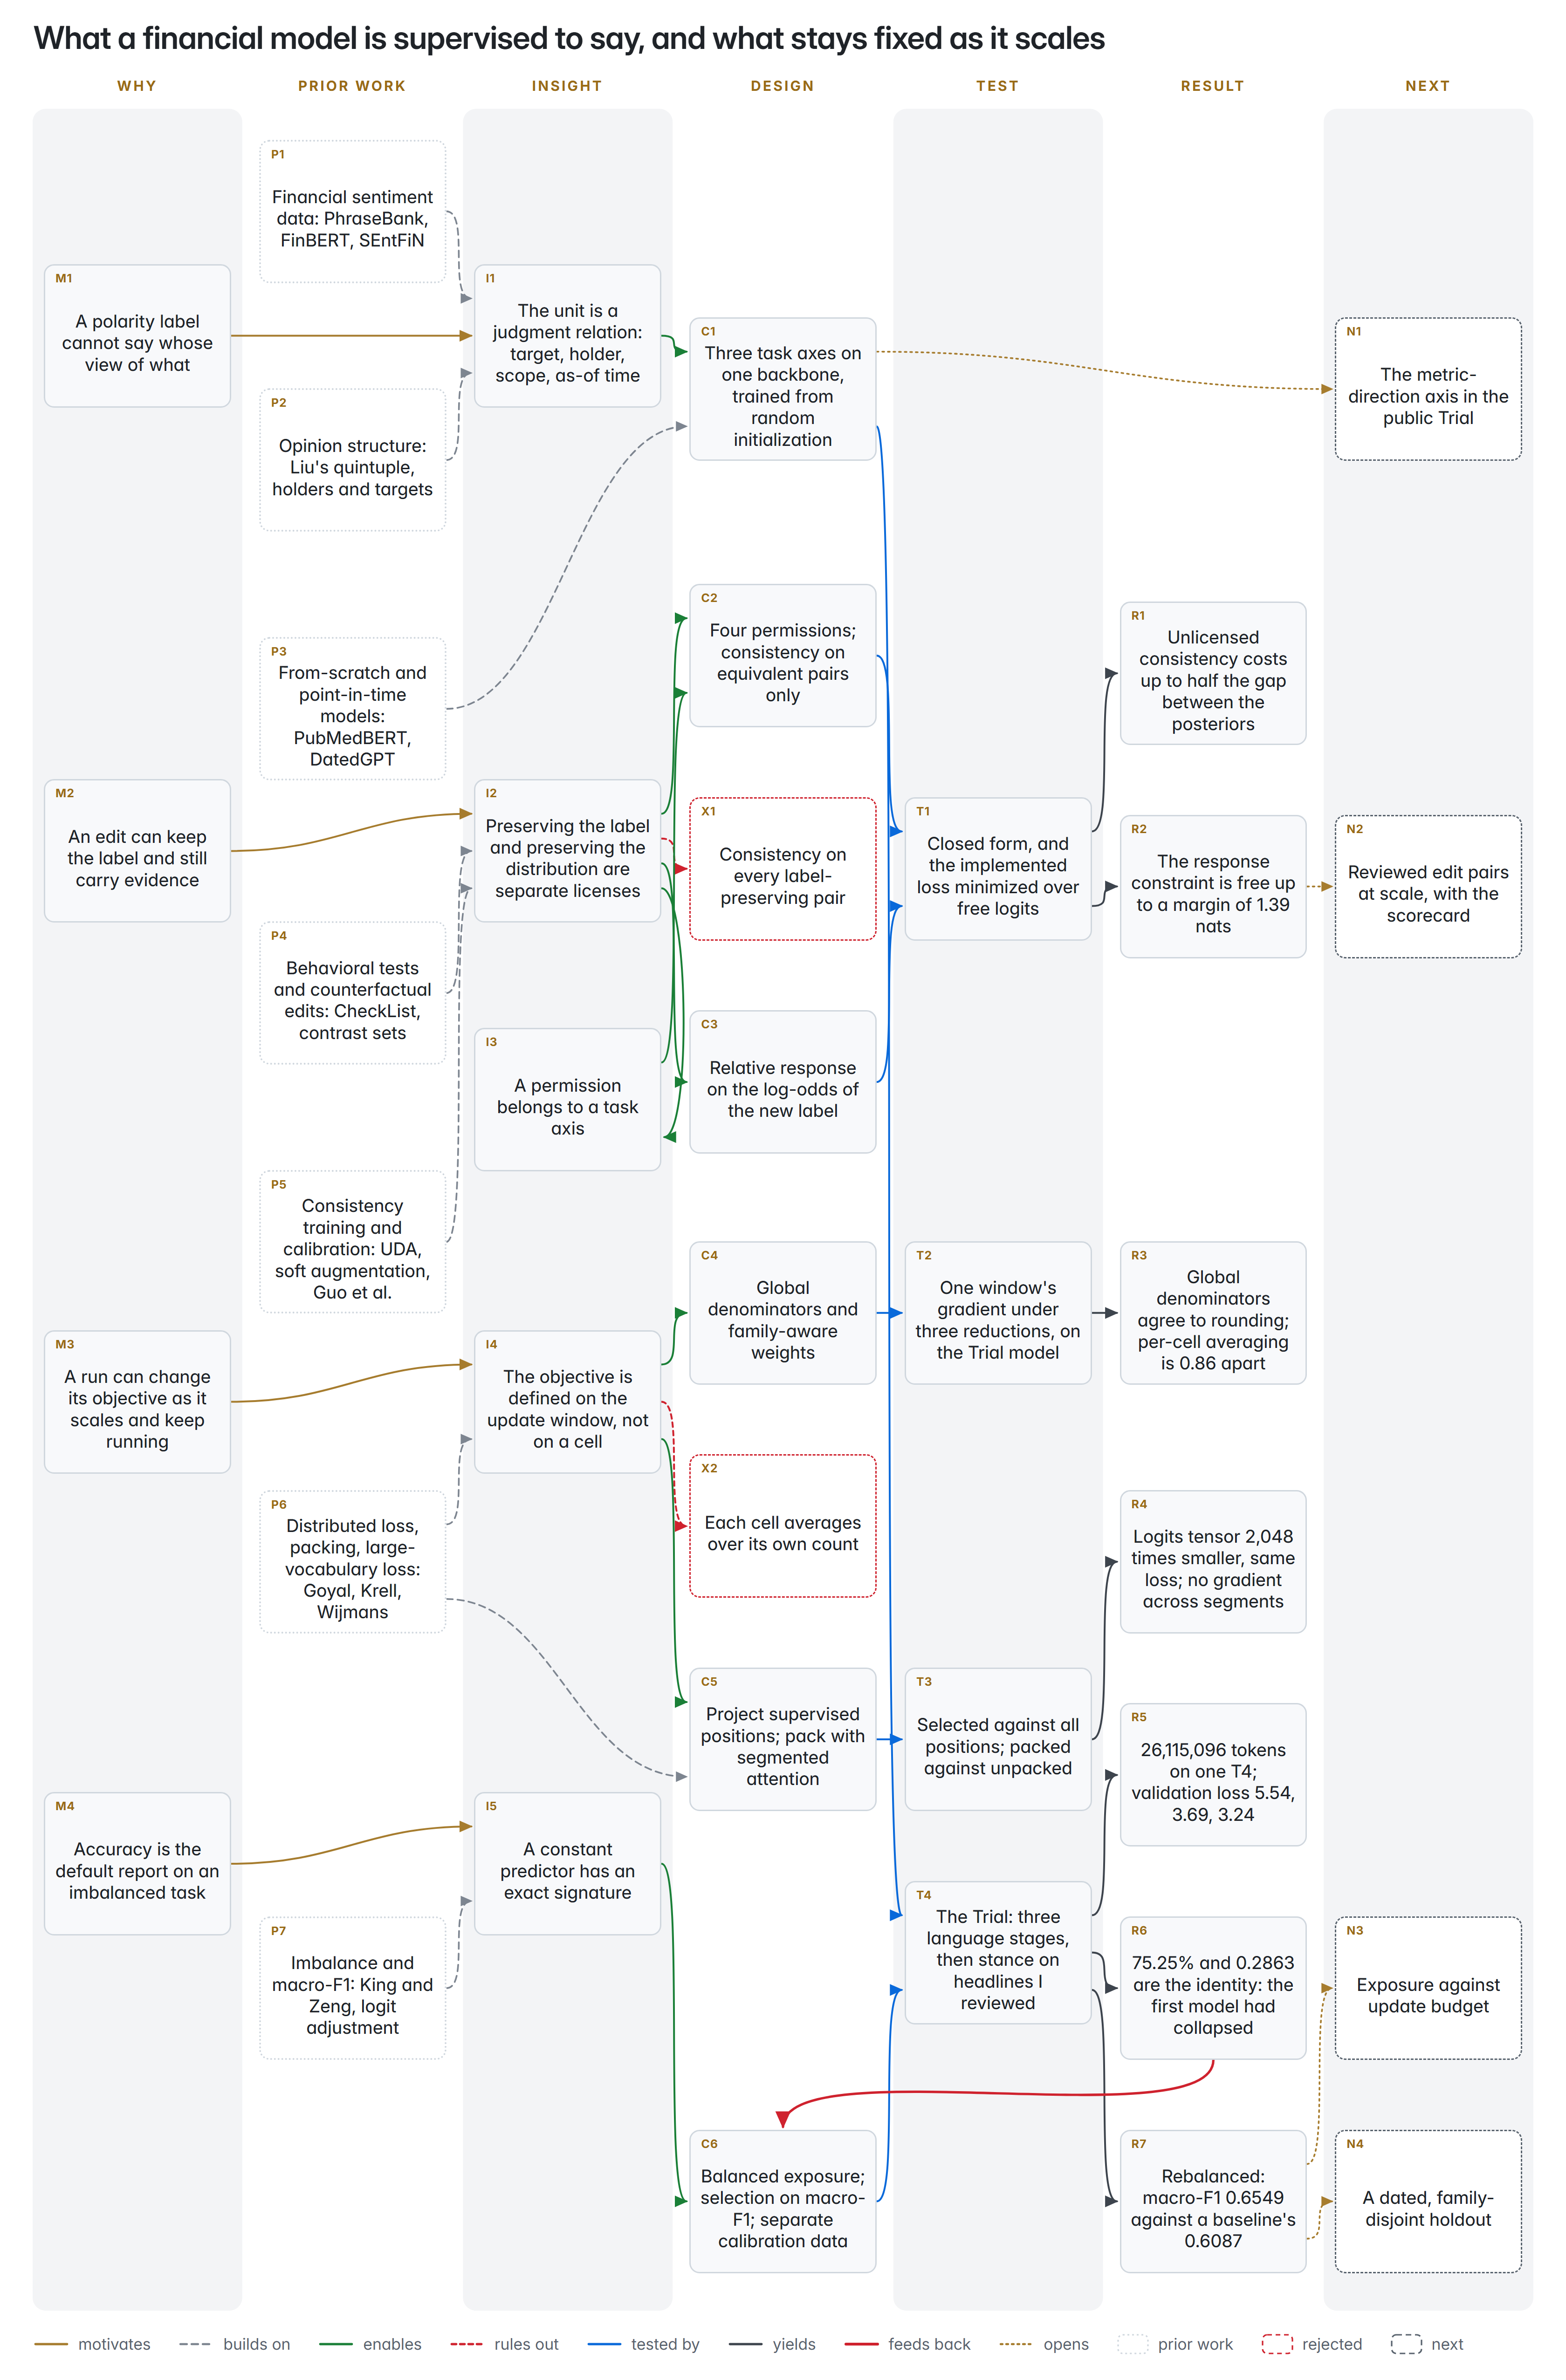 What a financial model is supervised to say, and what stays fixed as it scales
WHY
PRIOR WORK
INSIGHT
DESIGN
TEST
RESULT
NEXT
M1
A polarity label
cannot say whose
view of what
M2
An edit can keep
the label and still
carry evidence
M3
A run can change
its objective as it
scales and keep
running
M4
Accuracy is the
default report on an
imbalanced task
P1
Financial sentiment
data: PhraseBank,
FinBERT, SEntFiN
P2
Opinion structure:
Liu's quintuple,
holders and targets
P3
From-scratch and
point-in-time
models:
PubMedBERT,
DatedGPT
P4
Behavioral tests
and counterfactual
edits: CheckList,
contrast sets
P5
Consistency
training and
calibration: UDA,
soft augmentation,
Guo et al.
P6
Distributed loss,
packing, large-
vocabulary loss:
Goyal, Krell,
Wijmans
P7
Imbalance and
macro-F1: King and
Zeng, logit
adjustment
I1
The unit is a
judgment relation:
target, holder,
scope, as-of time
I2
Preserving the label
and preserving the
distribution are
separate licenses
I3
A permission
belongs to a task
axis
I4
The objective is
defined on the
update window, not
on a cell
I5
A constant
predictor has an
exact signature
C1
Three task axes on
one backbone,
trained from
random
initialization
C2
Four permissions;
consistency on
equivalent pairs
only
X1
Consistency on
every label-
preserving pair
C3
Relative response
on the log-odds of
the new label
C4
Global
denominators and
family-aware
weights
X2
Each cell averages
over its own count
C5
Project supervised
positions; pack with
segmented
attention
C6
Balanced exposure;
selection on macro-
F1; separate
calibration data
T1
Closed form, and
the implemented
loss minimized over
free logits
T2
One window's
gradient under
three reductions, on
the Trial model
T3
Selected against all
positions; packed
against unpacked
T4
The Trial: three
language stages,
then stance on
headlines I
reviewed
R1
Unlicensed
consistency costs
up to half the gap
between the
posteriors
R2
The response
constraint is free up
to a margin of 1.39
nats
R3
Global
denominators
agree to rounding;
per-cell averaging
is 0.86 apart
R4
Logits tensor 2,048
times smaller, same
loss; no gradient
across segments
R5
26,115,096 tokens
on one T4;
validation loss 5.54,
3.69, 3.24
R6
75.25% and 0.2863
are the identity: the
first model had
collapsed
R7
Rebalanced:
macro-F1 0.6549
against a baseline's
0.6087
N1
The metric-
direction axis in the
public Trial
N2
Reviewed edit pairs
at scale, with the
scorecard
N3
Exposure against
update budget
N4
A dated, family-
disjoint holdout
motivates
builds on
enables
rules out
tested by
yields
feeds back
opens
prior work
rejected
next